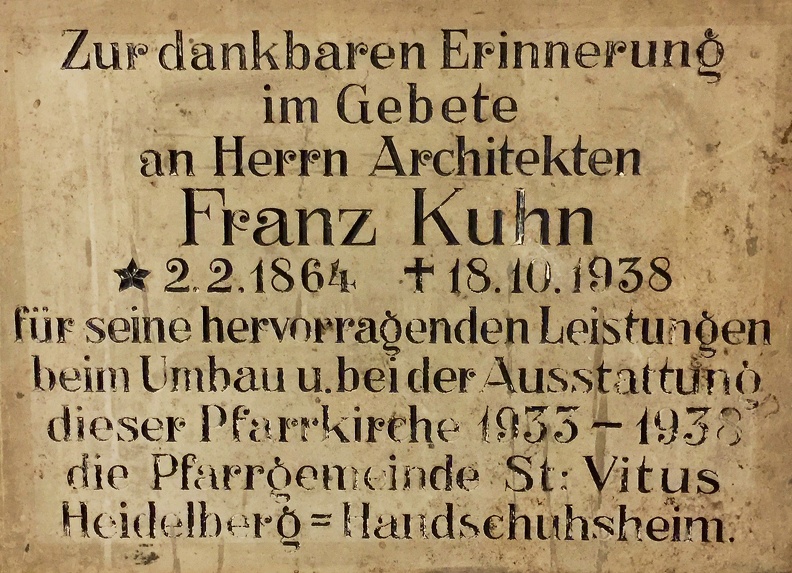 Zur dankbaren Erinnerung
im Gebete
an Herrn Architekten
Franz Kuhn
★ 2.2.1864 ✝ 18.10.1938
für seine hervorragenden Leistungen
beim Umbau u. bei der Ausstattung
dieser Pfarrkirche 1933 – 1938
die Pfarrgemeinde St: Vitus
Heidelberg = Handschuhsheim.